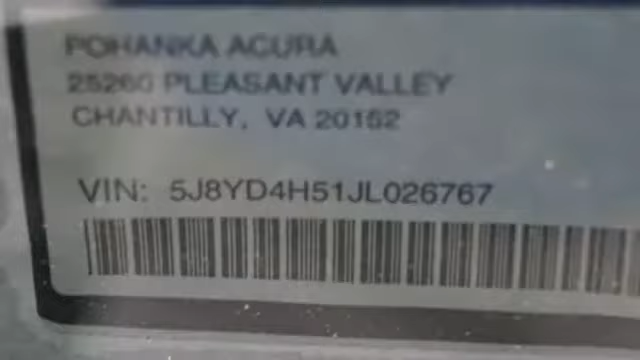 POHANKA ACURA
25260 PLEASANT VALLEY
CHANTILLY, VA 20152
VIN: 5J8YD4H51JL026767